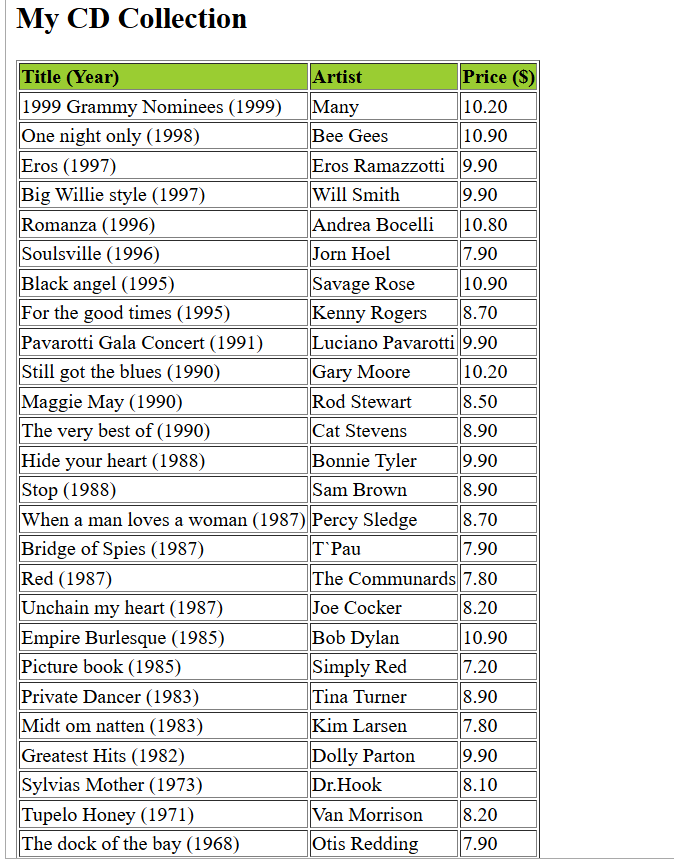 My CD Collection
Title (Year) Artist Price ($)
1999 Grammy Nominees (1999) Many 10.20
One night only (1998) Bee Gees 10.90
Eros (1997) Eros Ramazzotti 9.90
Big Willie style (1997) Will Smith 9.90
Romanza (1996) Andrea Bocelli 10.80
Soulsville (1996) Jorn Hoel 7.90
Black angel (1995) Savage Rose 10.90
For the good times (1995) Kenny Rogers 8.70
Pavarotti Gala Concert (1991) Luciano Pavarotti 9.90
Still got the blues (1990) Gary Moore 10.20
Maggie May (1990) Rod Stewart 8.50
The very best of (1990) Cat Stevens 8.90
Hide your heart (1988) Bonnie Tyler 9.90
Stop (1988) Sam Brown 8.90
When a man loves a woman (1987) Percy Sledge 8.70
Bridge of Spies (1987) T`Pau 7.90
Red (1987) The Communards 7.80
Unchain my heart (1987) Joe Cocker 8.20
Empire Burlesque (1985) Bob Dylan 10.90
Picture book (1985) Simply Red 7.20
Private Dancer (1983) Tina Turner 8.90
Midt om natten (1983) Kim Larsen 7.80
Greatest Hits (1982) Dolly Parton 9.90
Sylvias Mother (1973) Dr.Hook 8.10
Tupelo Honey (1971) Van Morrison 8.20
The dock of the bay (1968) Otis Redding 7.90